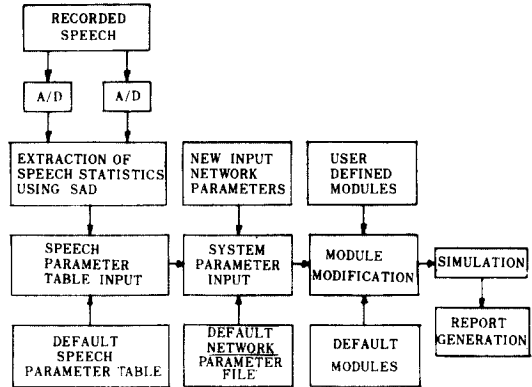 RECORDED
SPEECH
A/D
A/D
EXTRACTION OF
SPEECH STATISTICS
USING SAD
NEW INPUT
NETWORK
PARAMETERS
USER
DEFINED
MODULES
SPEECH
PARAMETER
TABLE INPUT
SYSTEM
PARAMETER
INPUT
MODULE
MODIFICATION
SIMULATION
DEFAULT
SPEECH
PARAMETER TABLE
DEFAULT
NETWORK
PARAMETER
FILE
DEFAULT
MODULES
REPORT
GENERATION